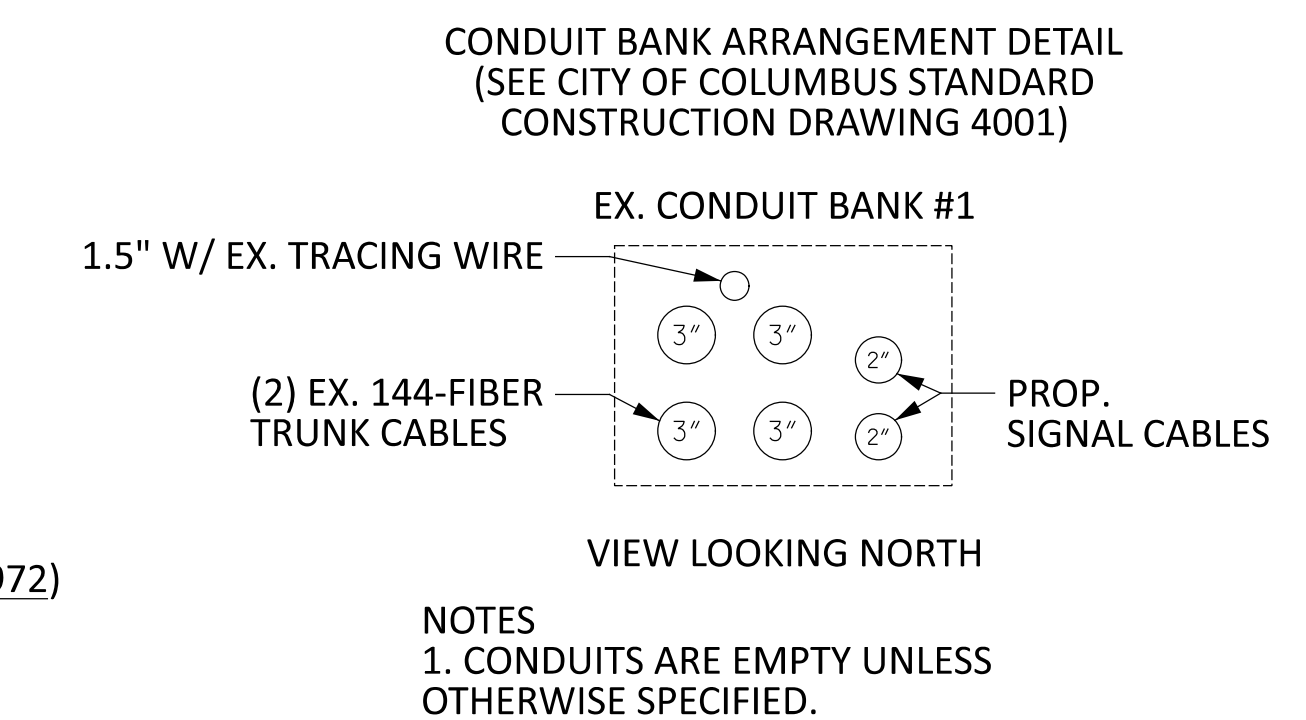 CONDUIT BANK ARRANGEMENT DETAIL
(SEE CITY OF COLUMBUS STANDARD
CONSTRUCTION DRAWING 4001)
EX. CONDUIT BANK #1
1.5" W/ EX. TRACING WIRE
3"
3"
2"
(2) EX. 144-FIBER
TRUNK CABLES
3"
3"
2"
PROP.
SIGNAL CABLES
VIEW LOOKING NORTH
972)
NOTES
1. CONDUITS ARE EMPTY UNLESS
OTHERWISE SPECIFIED.